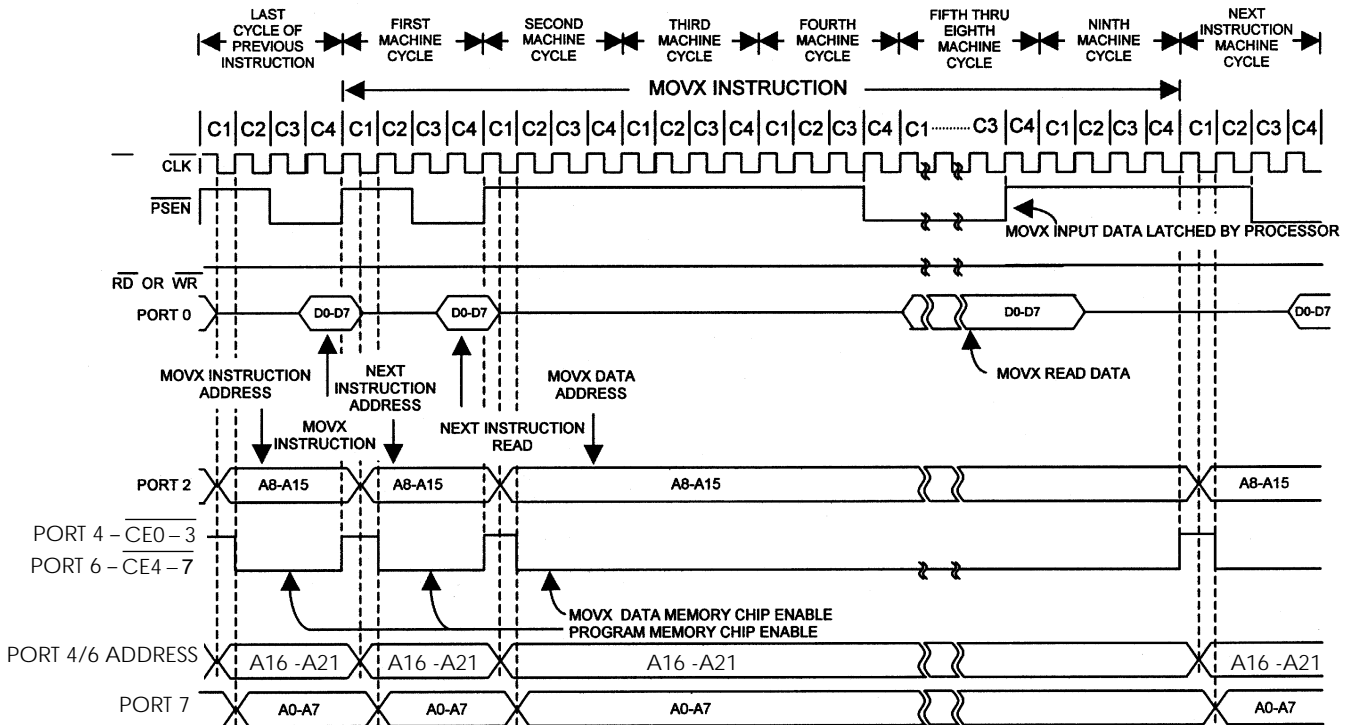 LAST
CYCLE OF
PREVIOUS
INSTRUCTION
FIRST
MACHINE
CYCLE
SECOND
MACHINE
CYCLE
THIRD
MACHINE
CYCLE
FOURTH
MACHINE
CYCLE
FIFTH THRU
EIGHTH
MACHINE
CYCLE
NINTH
MACHINE
CYCLE
NEXT
INSTRUCTION
MACHINE
CYCLE
MOVX INSTRUCTION
C1 C2 C3 C4 C1 C2 C3 C4 C1 C2 C3 C4 C1 C2 C3 C4 C1 C2 C3 C4 C1 ......... C3 C4 C1 C2 C3 C4 C1 C2 C3 C4
CLK
PSEN
MOVX INPUT DATA LATCHED BY PROCESSOR
RD OR WR
PORT 0 D0-D7 D0-D7 D0-D7 D0-D7
MOVX INSTRUCTION
ADDRESS
NEXT
INSTRUCTION
ADDRESS
MOVX DATA
ADDRESS
MOVX READ DATA
MOVX
INSTRUCTION
NEXT INSTRUCTION
READ
PORT 2 A8-A15 A8-A15 A8-A15 A8-A15
PORT 4 – CE0 – 3
PORT 6 – CE4 – 7
MOVX DATA MEMORY CHIP ENABLE
PROGRAM MEMORY CHIP ENABLE
PORT 4/6 ADDRESS A16 -A21 A16 -A21 A16 -A21 A16 -A21
PORT 7 A0-A7 A0-A7 A0-A7 A0-A7